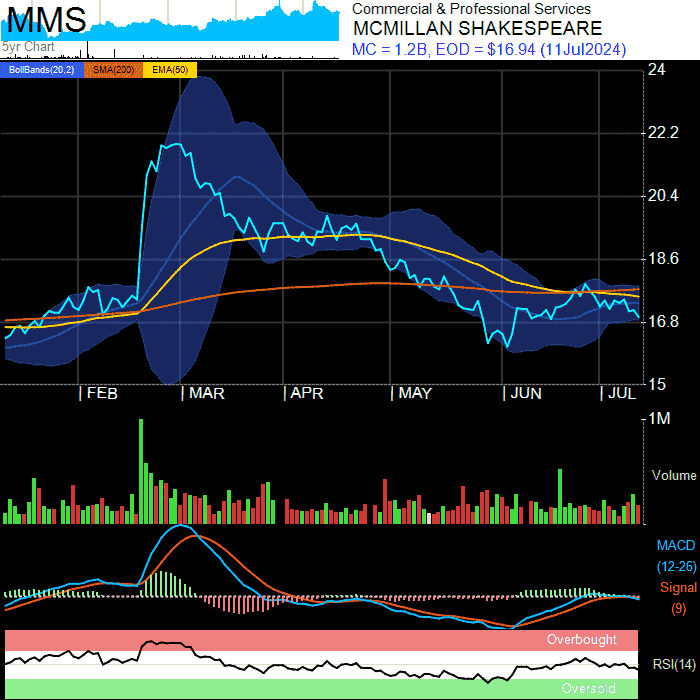 MMS
5yr Chart
Commercial & Professional Services
MCMILLAN SHAKESPEARE
MC = 1.2B, EOD = $16.94 (11Jul2024)
BollBands(20,2) SMA(200) EMA(50)
24
22.2
20.4
18.6
16.8
15
| FEB | MAR | APR | MAY | JUN | JUL
1M
Volume
MACD
(12-26)
Signal
(9)
Overbought
RSI(14)
Oversold